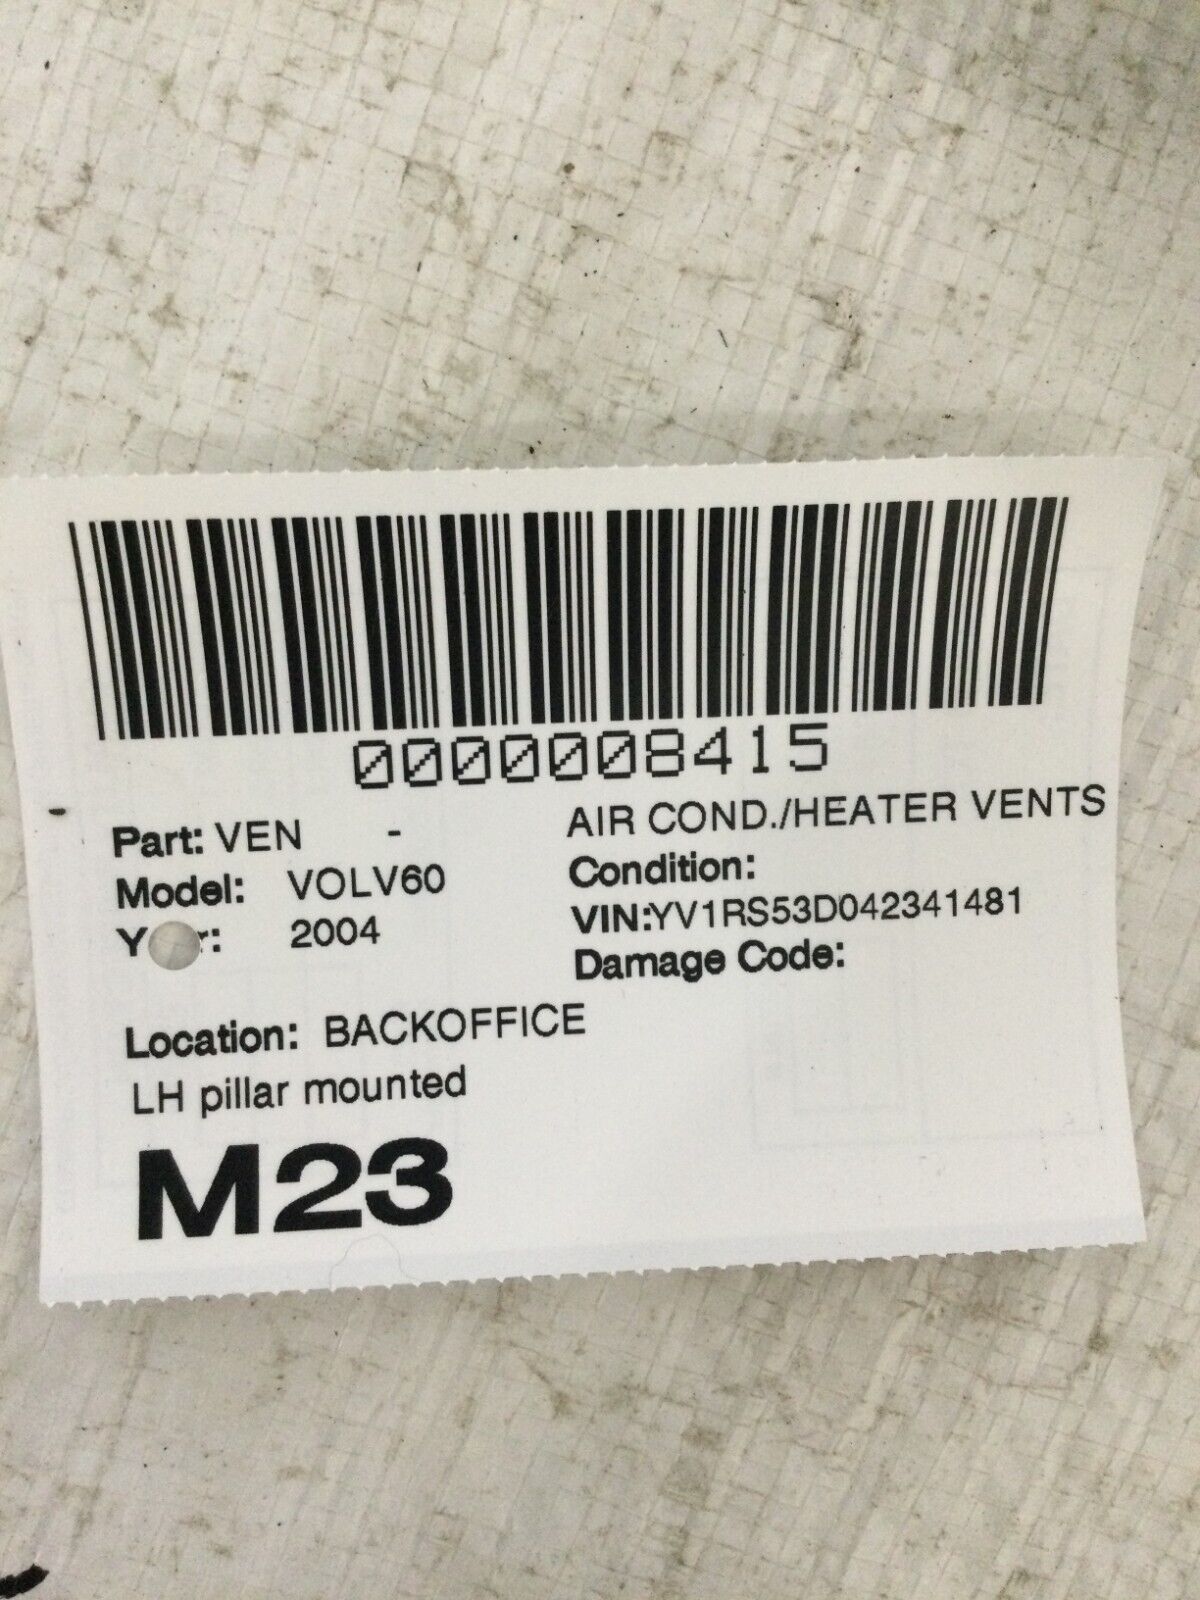 0000008415
Part: VEN - AIR COND./HEATER VENTS
Model: VOLV60 Condition:
2004 VIN:YV1RS53D042341481
Damage Code:
Location: BACKOFFICE
LH pillar mounted
M23